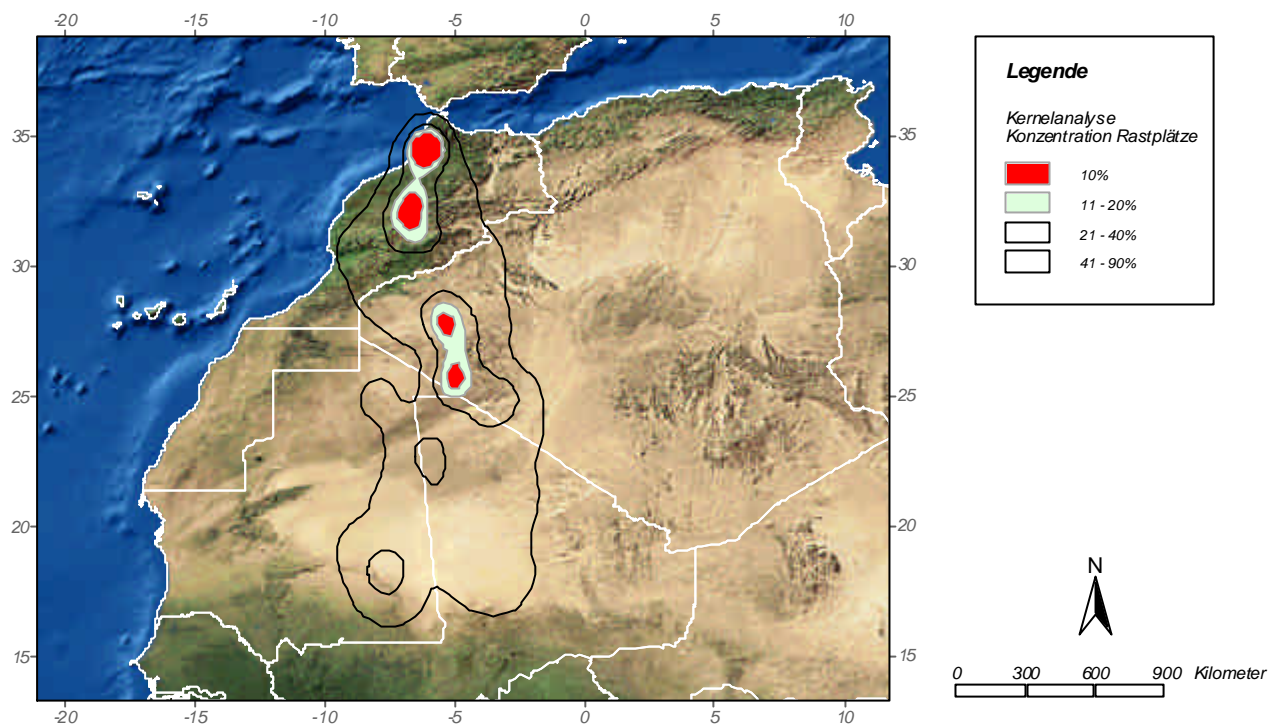 -20 -15 -10 -5 0 5 10
Legende
Kernelanalyse
Konzentration Rastplätze
10%
11 - 20%
21 - 40%
41 - 90%
35 35
30 30
25 25
20 20
15 15
-20 -15 -10 -5 0 5 10
N
0 300 600 900 Kilometer